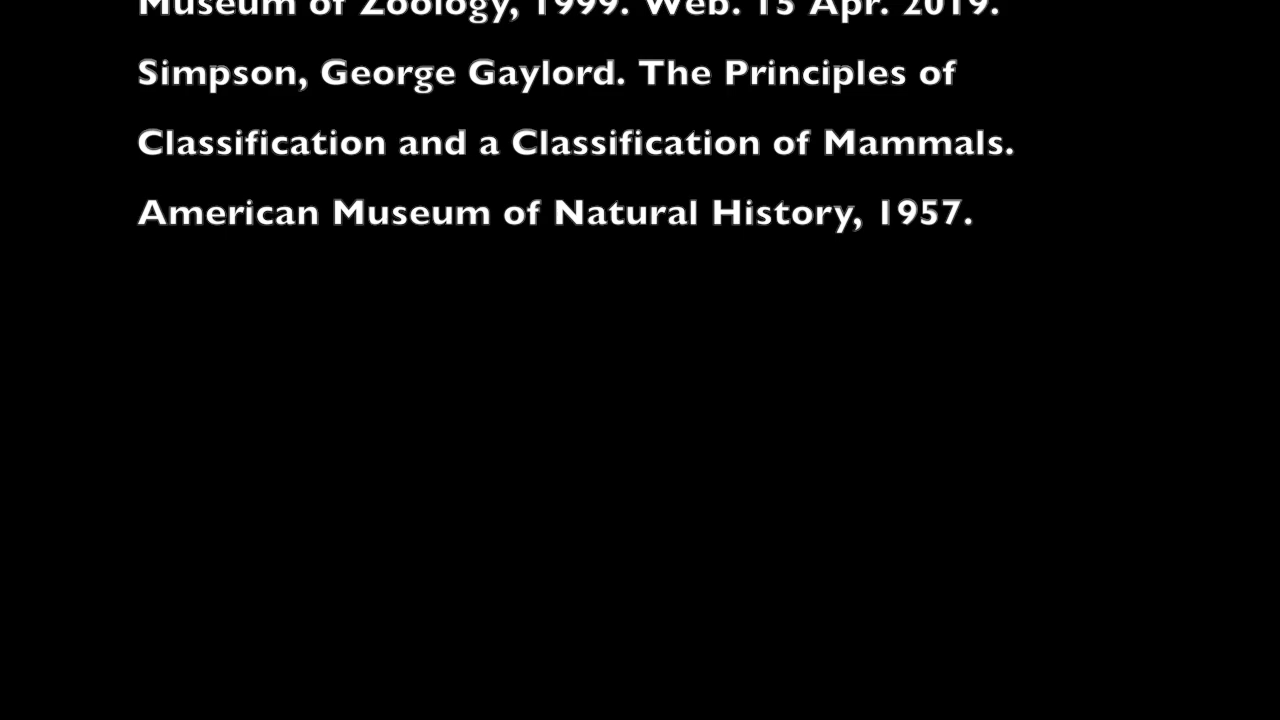 Museum of Zoology, 1999. Web. 15 Apr. 2019.
Simpson, George Gaylord. The Principles of
Classification and a Classification of Mammals.
American Museum of Natural History, 1957.